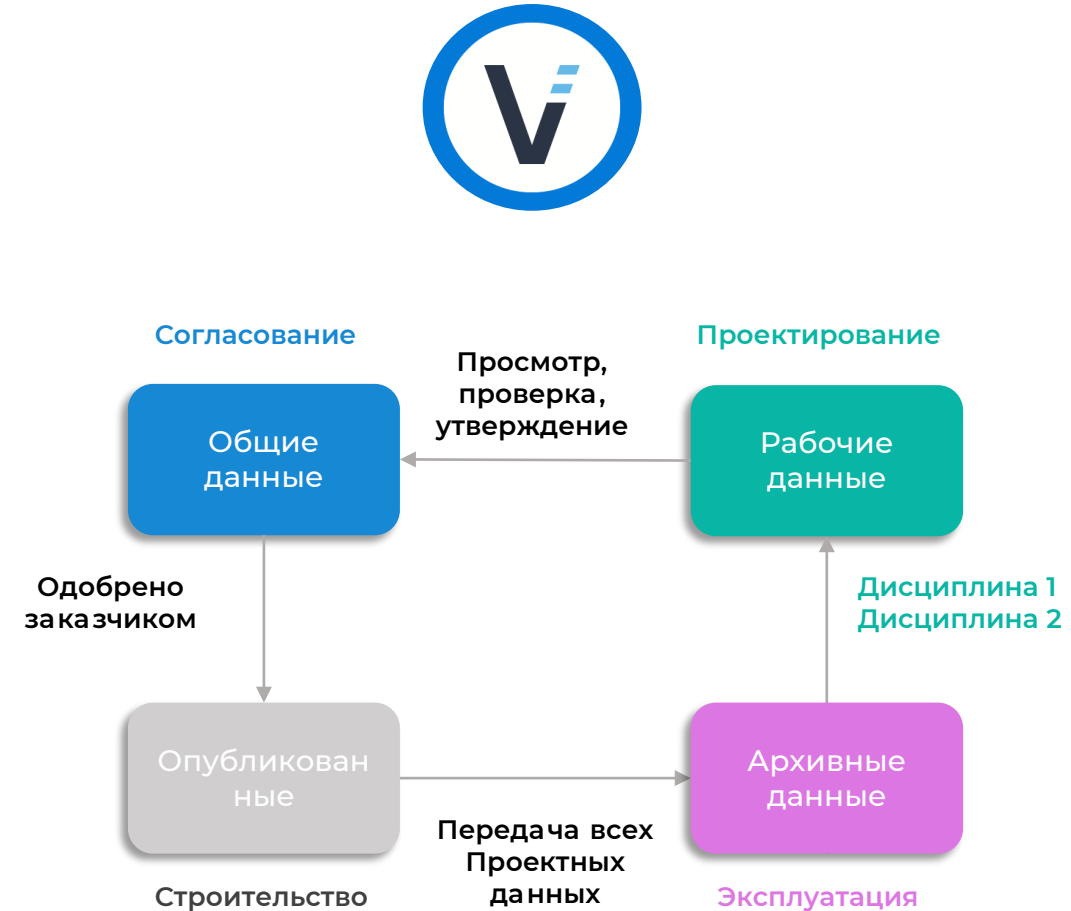 V
Согласование
Проектирование
Просмотр,
проверка,
утверждение
Общие
данные
Рабочие
данные
Одобрено
заказчиком
Дисциплина 1
Дисциплина 2
Опубликован
ные
Архивные
данные
Передача всех
Проектных
данных
Строительство
Эксплуатация